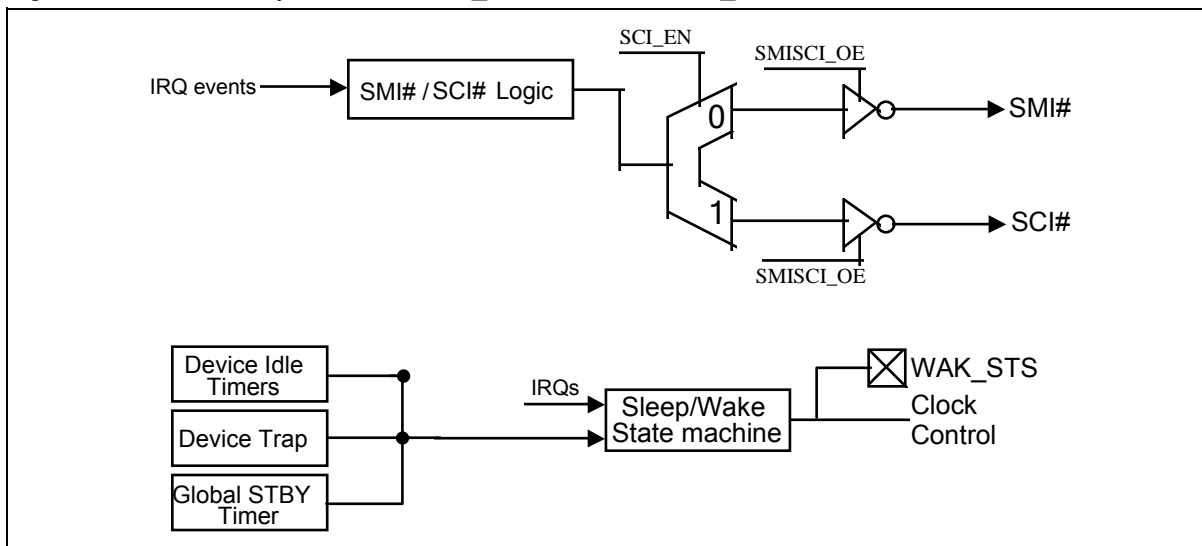 SCI_EN
SMISCI_OE
IRQ events
SMI# / SCI# Logic
0
SMI#
1
SCI#
SMISCI_OE
Device Idle
Timers
WAK_STS
IRQs
Sleep/Wake
State machine
Clock
Control
Device Trap
Global STBY
Timer